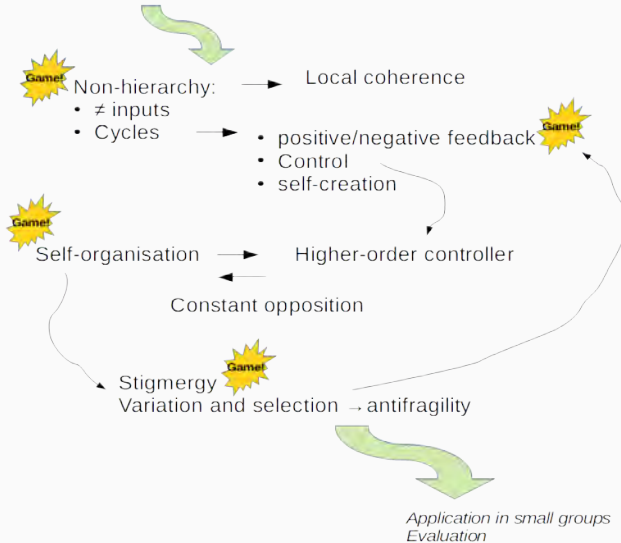 Game!
Non-hierarchy: → Local coherence
• ≠ inputs
• Cycles → • positive/negative feedback Game!
• Control
• self-creation
Game!
Self-organisation → Higher-order controller
←
Constant opposition
Game!
Stigmergy
Variation and selection → antifragility
Application in small groups
Evaluation